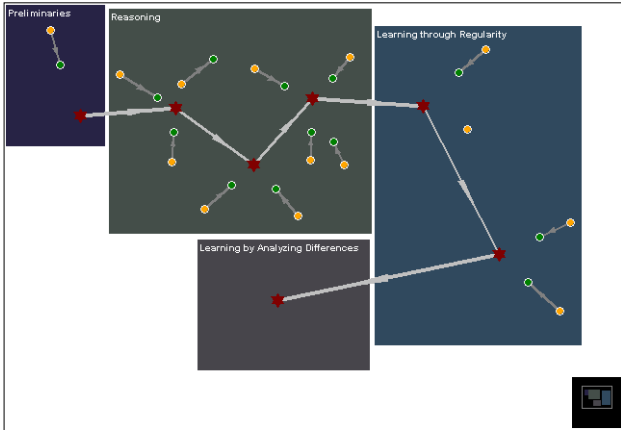 Preliminaries
Reasoning
Learning through Regularity
Learning by Analyzing Differences